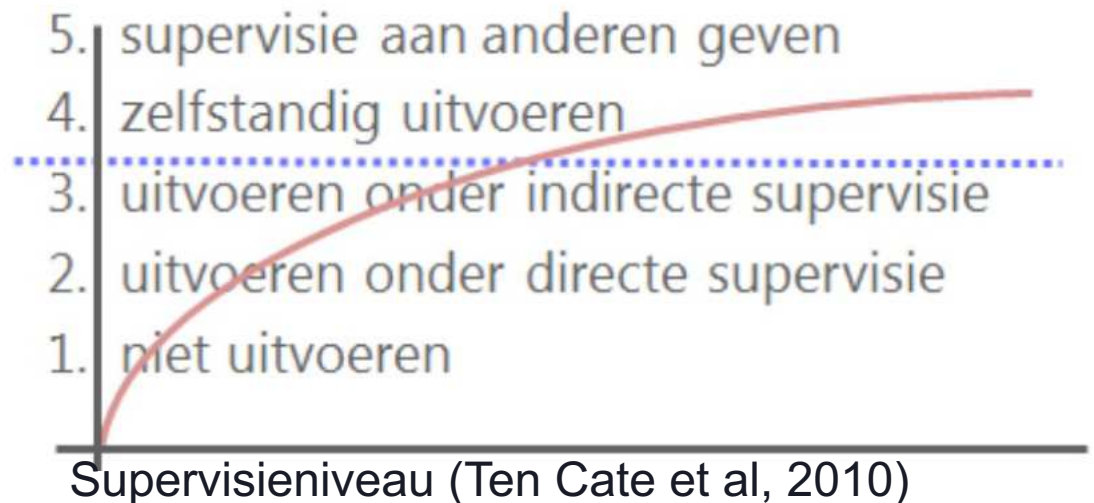 5. supervisie aan anderen geven
4. zelfstandig uitvoeren
3. uitvoeren onder indirecte supervisie
2. uitvoeren onder directe supervisie
1. niet uitvoeren
Supervisieniveau (Ten Cate et al, 2010)